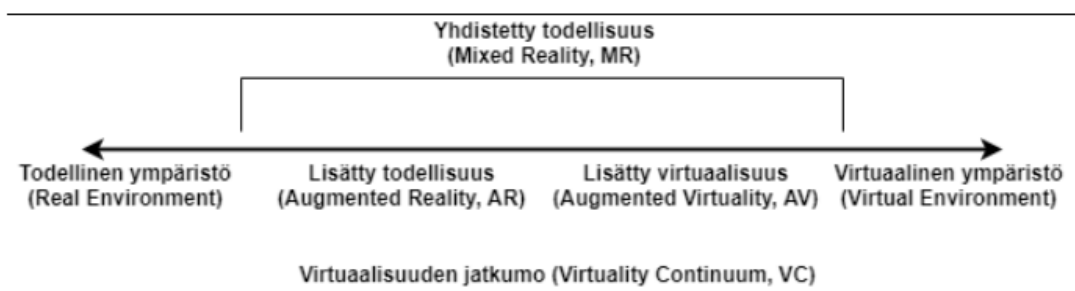 Yhdistetty todellisuus
(Mixed Reality, MR)
Todellinen ympäristö
(Real Environment)
Lisätty todellisuus
(Augmented Reality, AR)
Lisätty virtuaalisuus
(Augmented Virtuality, AV)
Virtuaalinen ympäristö
(Virtual Environment)
Virtuaalisuuden jatkumo (Virtuality Continuum, VC)